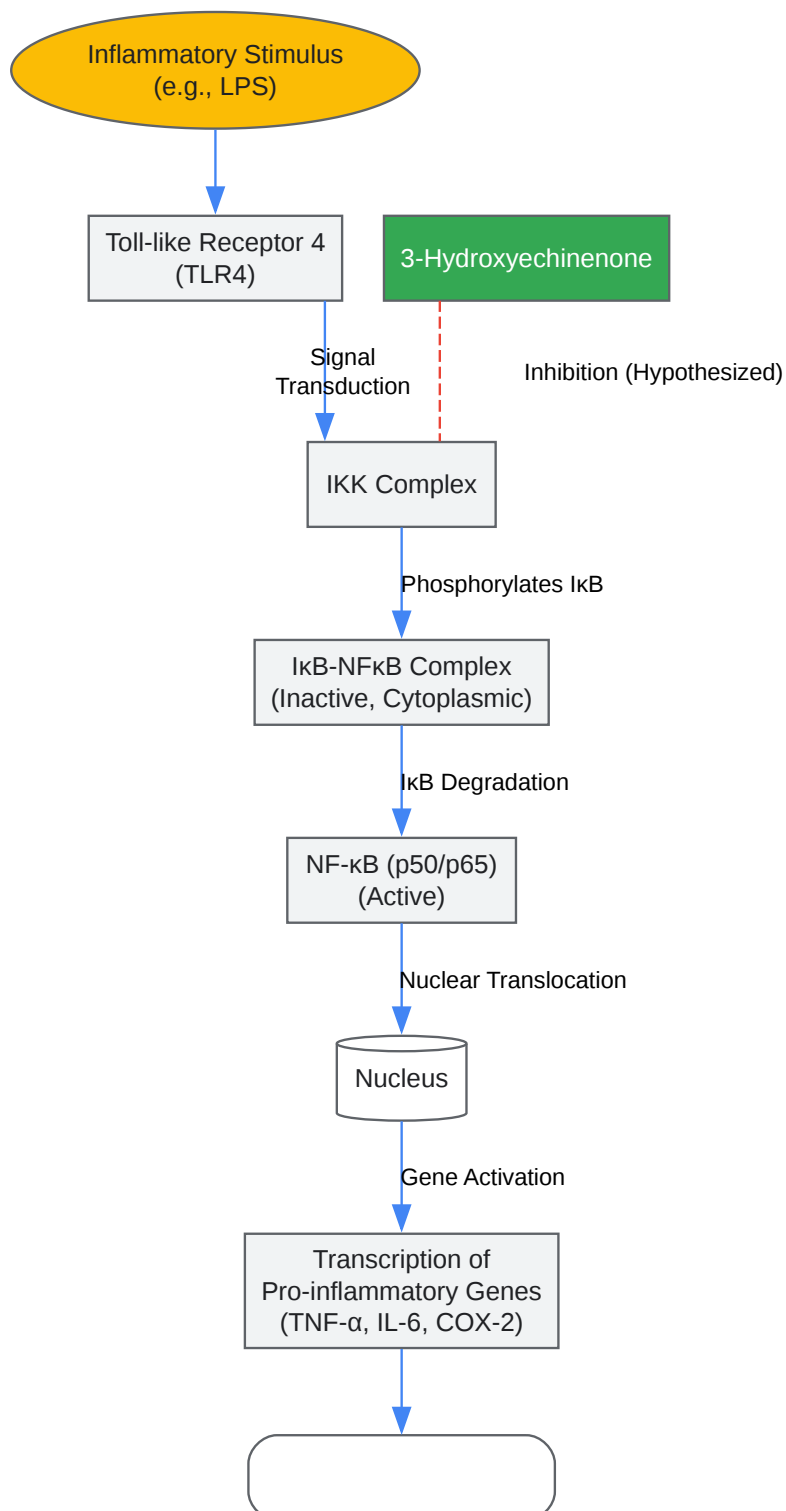 Inflammatory Stimulus
(e.g., LPS)
Toll-like Receptor 4
(TLR4)
3-Hydroxyechinenone
Signal
Transduction
Inhibition (Hypothesized)
IKK Complex
Phosphorylates IκB
IκB-NFκB Complex
(Inactive, Cytoplasmic)
IκB Degradation
NF-κB (p50/p65)
(Active)
Nuclear Translocation
Nucleus
Gene Activation
Transcription of
Pro-inflammatory Genes
(TNF-α, IL-6, COX-2)